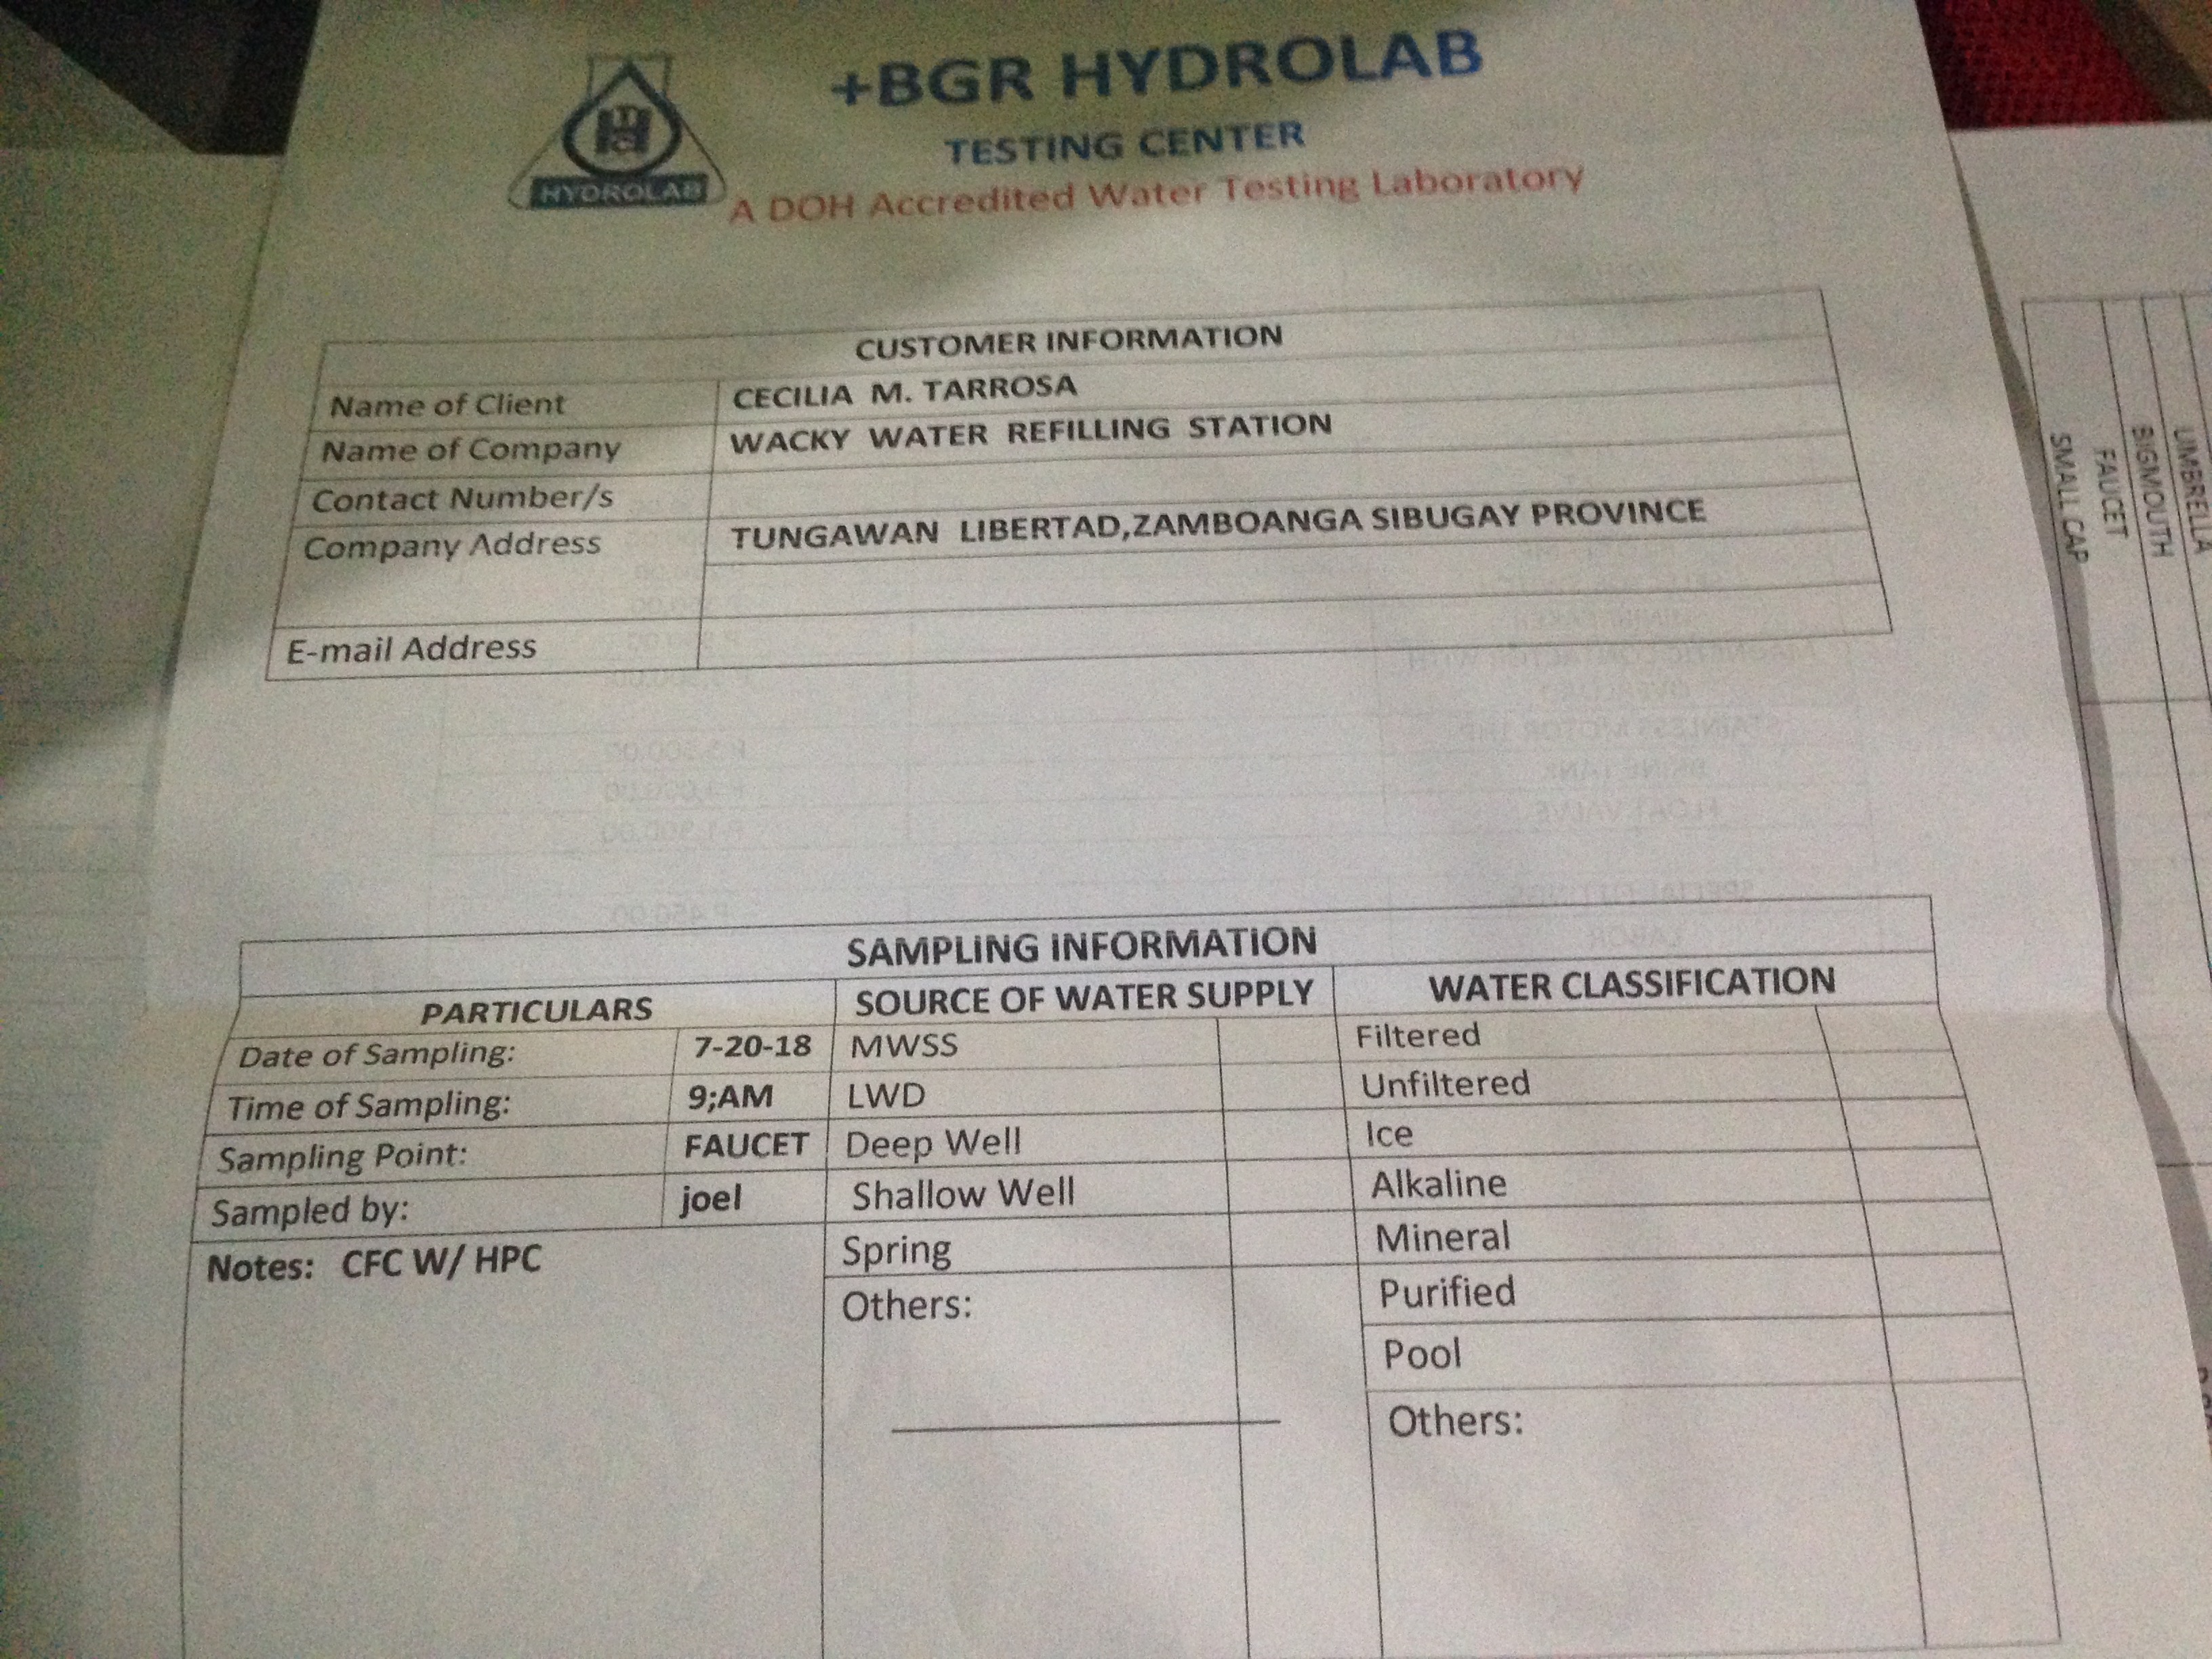 +BGR HYDROLAB
TESTING CENTER
A DOH Accredited Water Testing Laboratory
HYDROLAB
CUSTOMER INFORMATION
Name of Client CECILIA M. TARROSA
Name of Company WACKY WATER REFILLING STATION
Contact Number/s
Company Address TUNGAWAN LIBERTAD,ZAMBOANGA SIBUGAY PROVINCE
E-mail Address
SAMPLING INFORMATION
PARTICULARS SOURCE OF WATER SUPPLY WATER CLASSIFICATION
Date of Sampling: 7-20-18 MWSS Filtered
Time of Sampling: 9;AM LWD Unfiltered
Sampling Point: FAUCET Deep Well Ice
Sampled by: joel Shallow Well Alkaline
Notes: CFC W/ HPC Spring Mineral
Others: Purified
Pool
Others:
UMBRELLA
BIGMOUTH
FAUCET
SMALL CAP